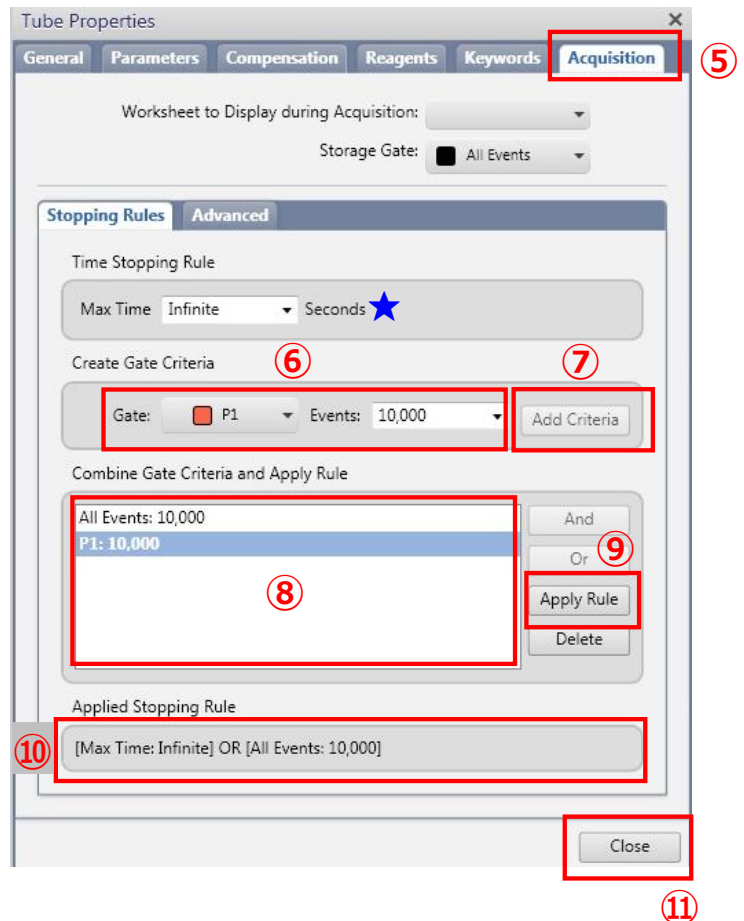 Tube Properties ×
General Parameters Compensation Reagents Keywords Acquisition ⑤
Worksheet to Display during Acquisition:
Storage Gate: All Events
Stopping Rules Advanced
Time Stopping Rule
Max Time Infinite Seconds ★
Create Gate Criteria ⑥ ⑦
Gate: P1 Events: 10,000 Add Criteria
Combine Gate Criteria and Apply Rule
All Events: 10,000 And
P1: 10,000 Or ⑨
⑧ Apply Rule
Delete
Applied Stopping Rule
⑩ [Max Time: Infinite] OR [All Events: 10,000]
Close
⑪